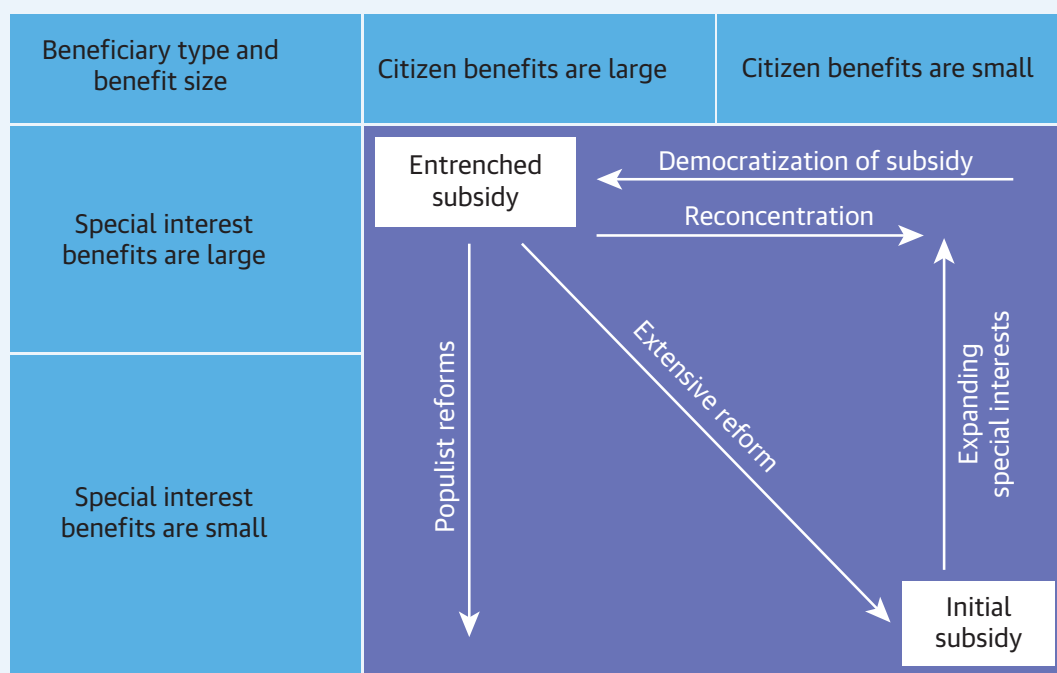 Beneficiary type and
benefit size
Citizen benefits are large
Citizen benefits are small
Special interest
benefits are large
Entrenched
subsidy
Democratization of subsidy
Reconcentration
Populist reforms
Extensive reform
Expanding
special interests
Special interest
benefits are small
Initial
subsidy